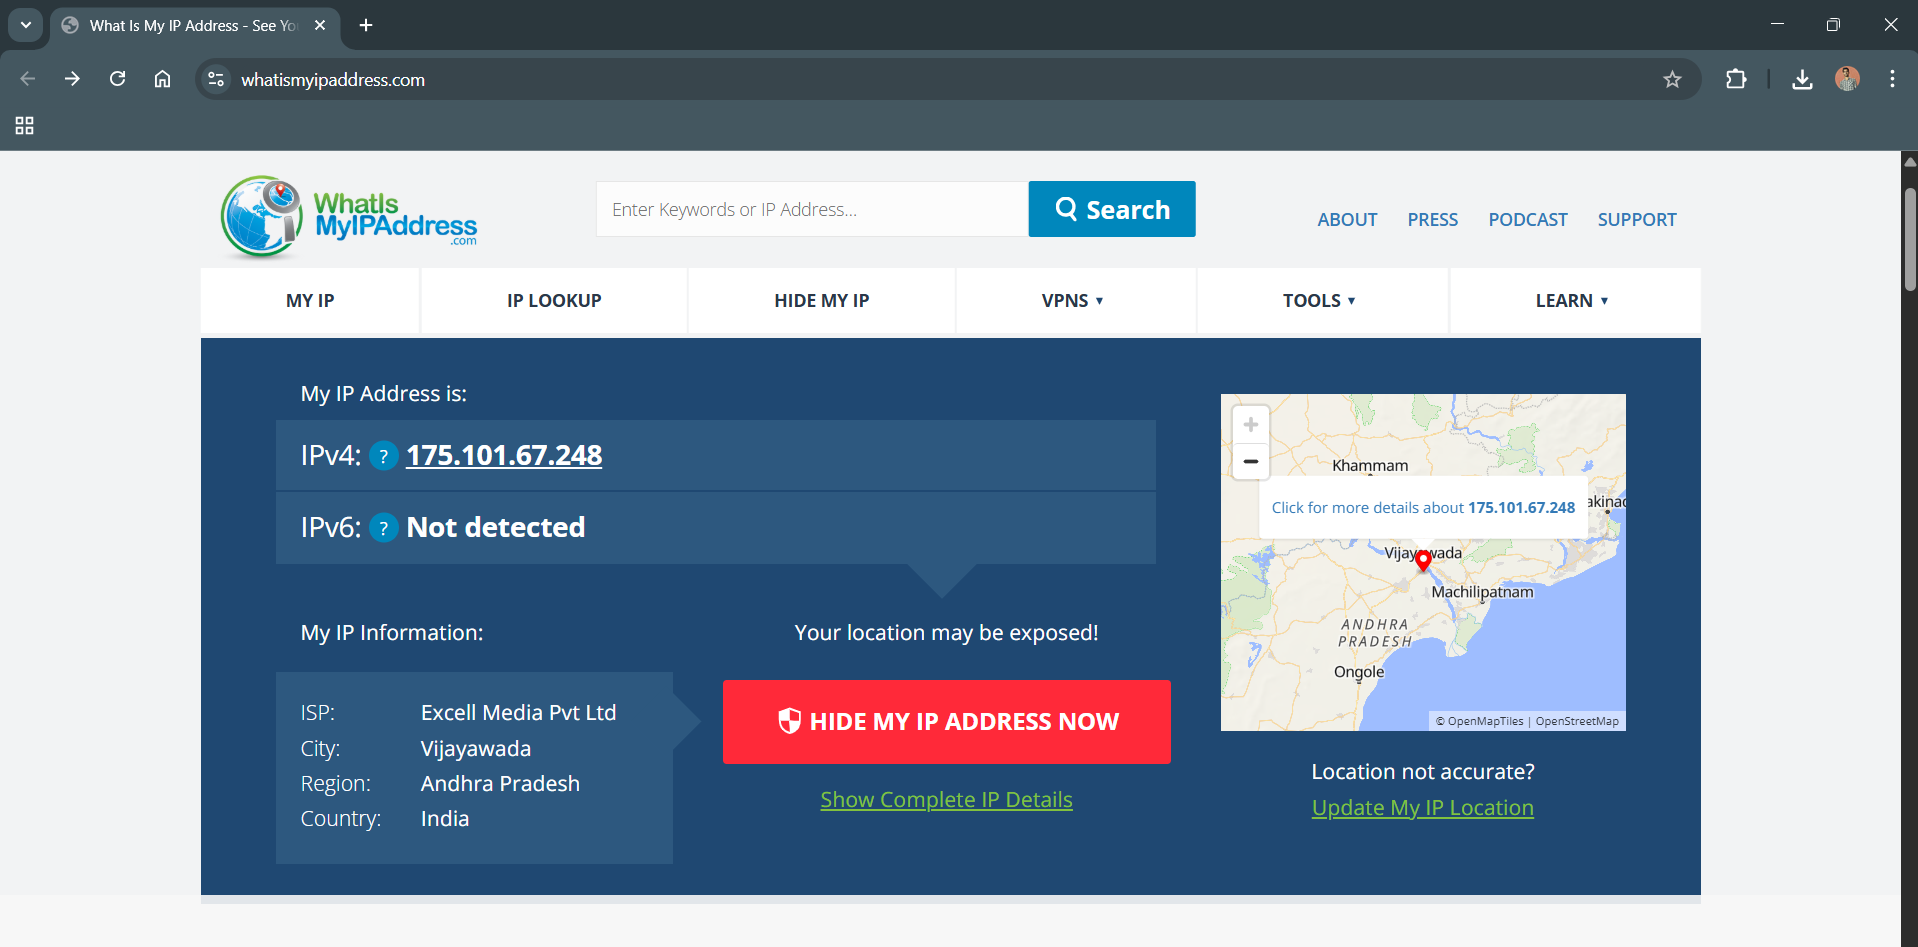 What Is My IP Address - See Yo
whatismyipaddress.com
WhatIs
MyIPAddress
.com
Enter Keywords or IP Address...
Search
ABOUT PRESS PODCAST SUPPORT
MY IP IP LOOKUP HIDE MY IP VPNS ▾ TOOLS ▾ LEARN ▾
My IP Address is:
IPv4: ? 175.101.67.248
IPv6: ? Not detected
My IP Information:
ISP: Excell Media Pvt Ltd
City: Vijayawada
Region: Andhra Pradesh
Country: India
Your location may be exposed!
HIDE MY IP ADDRESS NOW
Show Complete IP Details
+
−
Khammam
akinad
Click for more details about 175.101.67.248
Vijayawada
Machilipatnam
ANDHRA
PRADESH
Ongole
© OpenMapTiles | OpenStreetMap
Location not accurate?
Update My IP Location